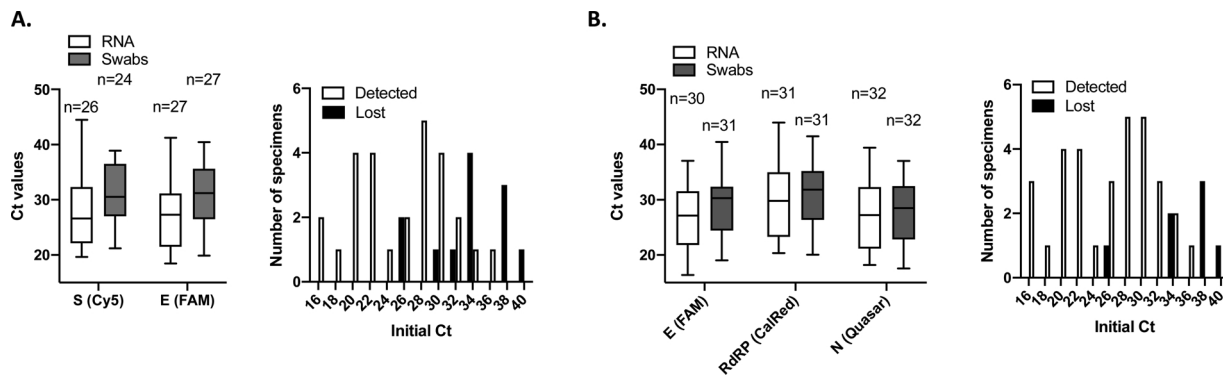 A.
RNA
Swabs
n=24
n=27
n=26
n=27
50
40
30
20
Ct values
S (Cy5)
E (FAM)
Detected
Lost
6
4
2
0
Number of specimens
16 18 20 22 24 26 28 30 32 34 36 38 40
Initial Ct
B.
RNA
Swabs
n=30
n=31
n=31
n=31
n=32
n=32
50
40
30
20
Ct values
E (FAM)
RdRP (CalRed)
N (Quasar)
Detected
Lost
6
4
2
0
Number of specimens
16 18 20 22 24 26 28 30 32 34 36 38 40
Initial Ct